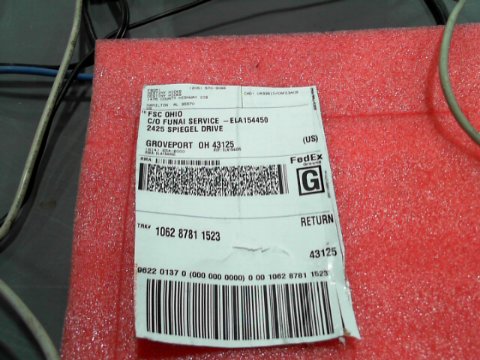 FSC OHIO
C/O FUNAI SERVICE - ELA154450
2425 SPIEGEL DRIVE
GROVEPORT OH 43125
(US)
FedEx
G
TRK# 1062 8781 1523
RETURN
43125
9622 0137 0 (000 000 0000) 0 00 1062 8781 1523